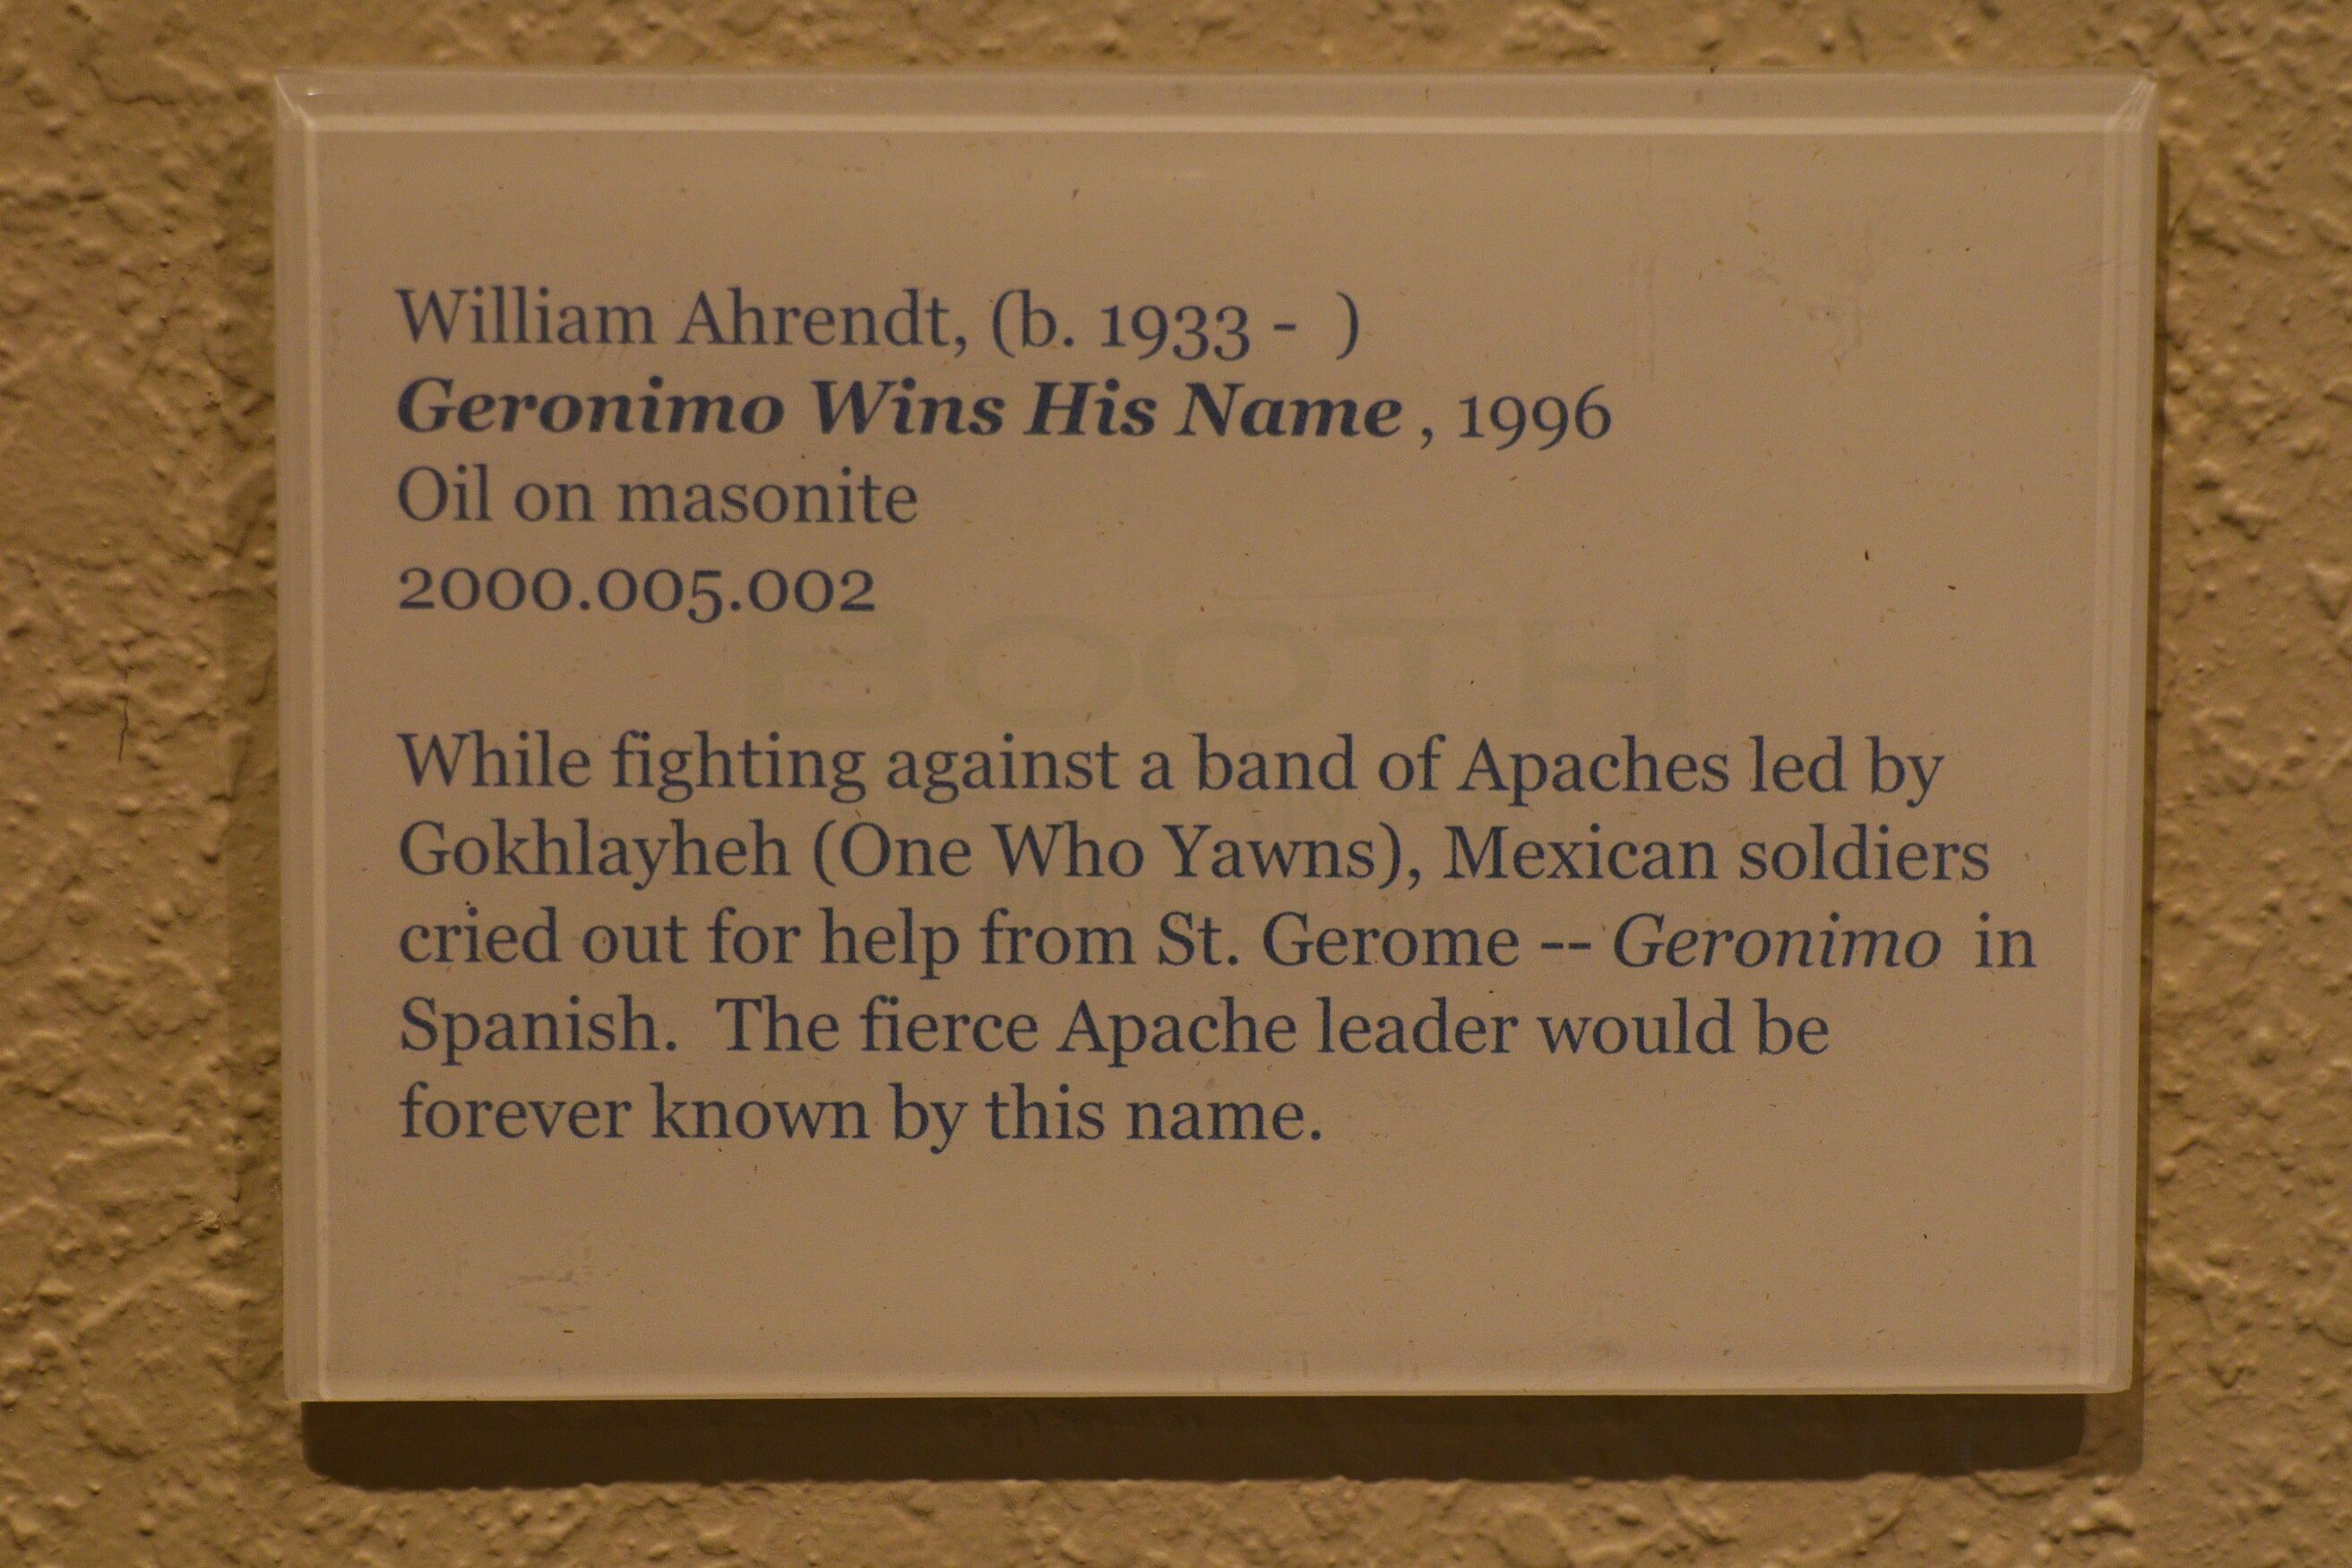 William Ahrendt, (b. 1933 -  )
Geronimo Wins His Name , 1996
Oil on masonite
2000.005.002
BOOTH
While fighting against a band of Apaches led by
Gokhlayheh (One Who Yawns), Mexican soldiers
cried out for help from St. Gerome -- Geronimo in
Spanish.  The fierce Apache leader would be
forever known by this name.